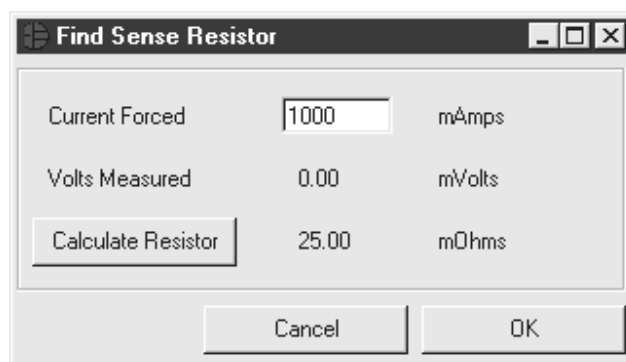 Find Sense Resistor
Current Forced 1000 mAmps
Volts Measured 0.00 mVolts
Calculate Resistor 25.00 mOhms
Cancel OK